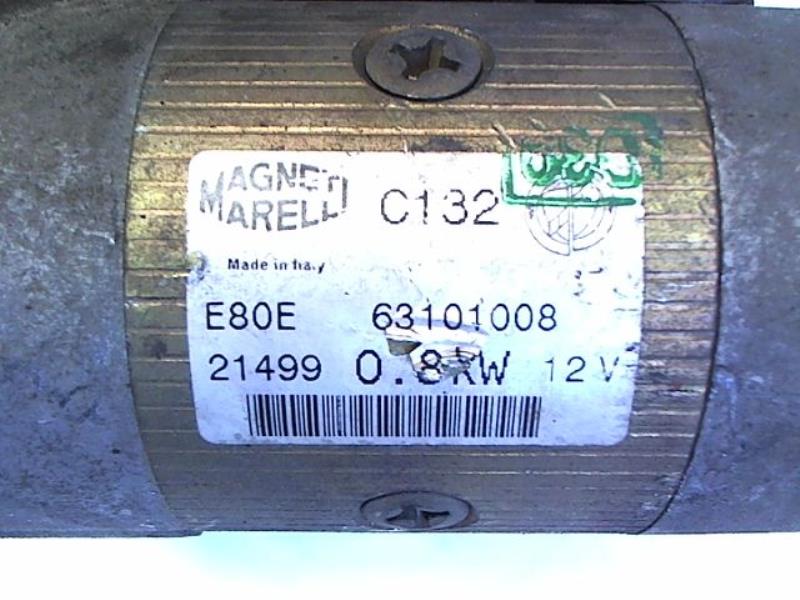 MAGNETI
MARELLI
C132
Made in Italy
E80E 63101008
21499 0.8kW 12V